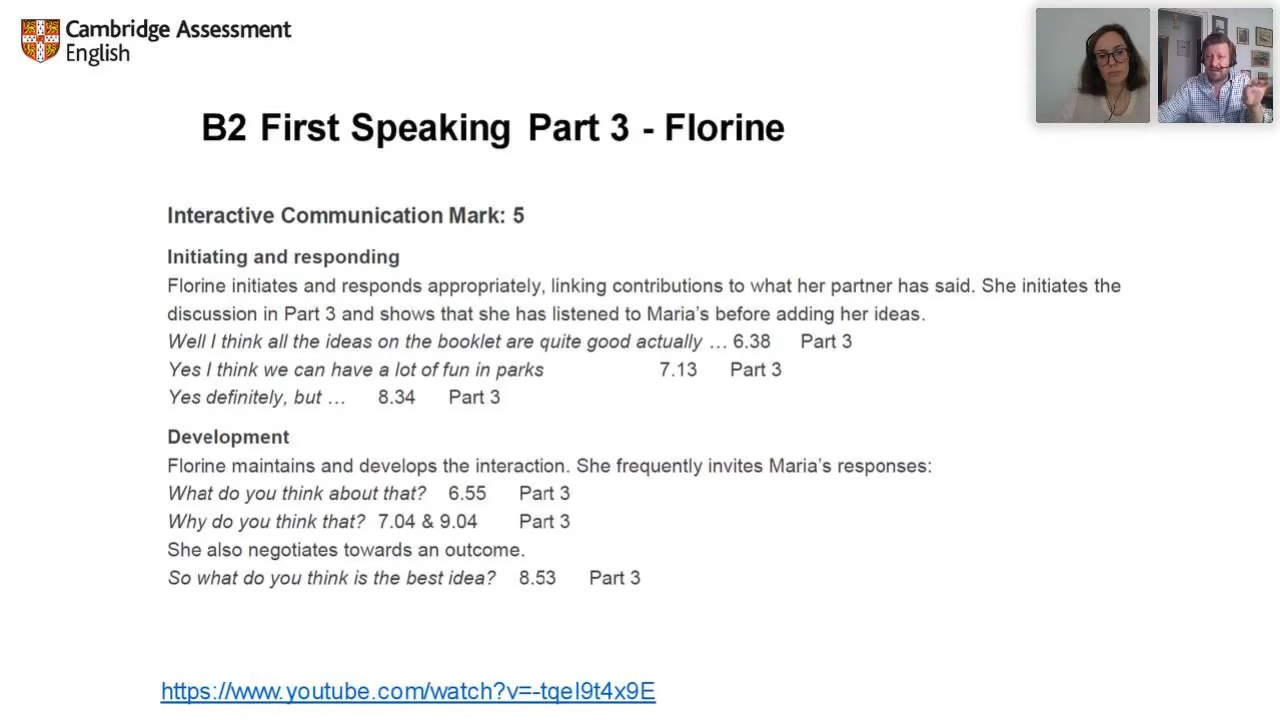 Cambridge Assessment
English
B2 First Speaking Part 3 - Florine
Interactive Communication Mark: 5
Initiating and responding
Florine initiates and responds appropriately, linking contributions to what her partner has said. She initiates the
discussion in Part 3 and shows that she has listened to Maria's before adding her ideas.
Well I think all the ideas on the booklet are quite good actually … 6.38 Part 3
Yes I think we can have a lot of fun in parks 7.13 Part 3
Yes definitely, but … 8.34 Part 3
Development
Florine maintains and develops the interaction. She frequently invites Maria's responses:
What do you think about that? 6.55 Part 3
Why do you think that? 7.04 & 9.04 Part 3
She also negotiates towards an outcome.
So what do you think is the best idea? 8.53 Part 3
https://www.youtube.com/watch?v=-tqeI9t4x9E